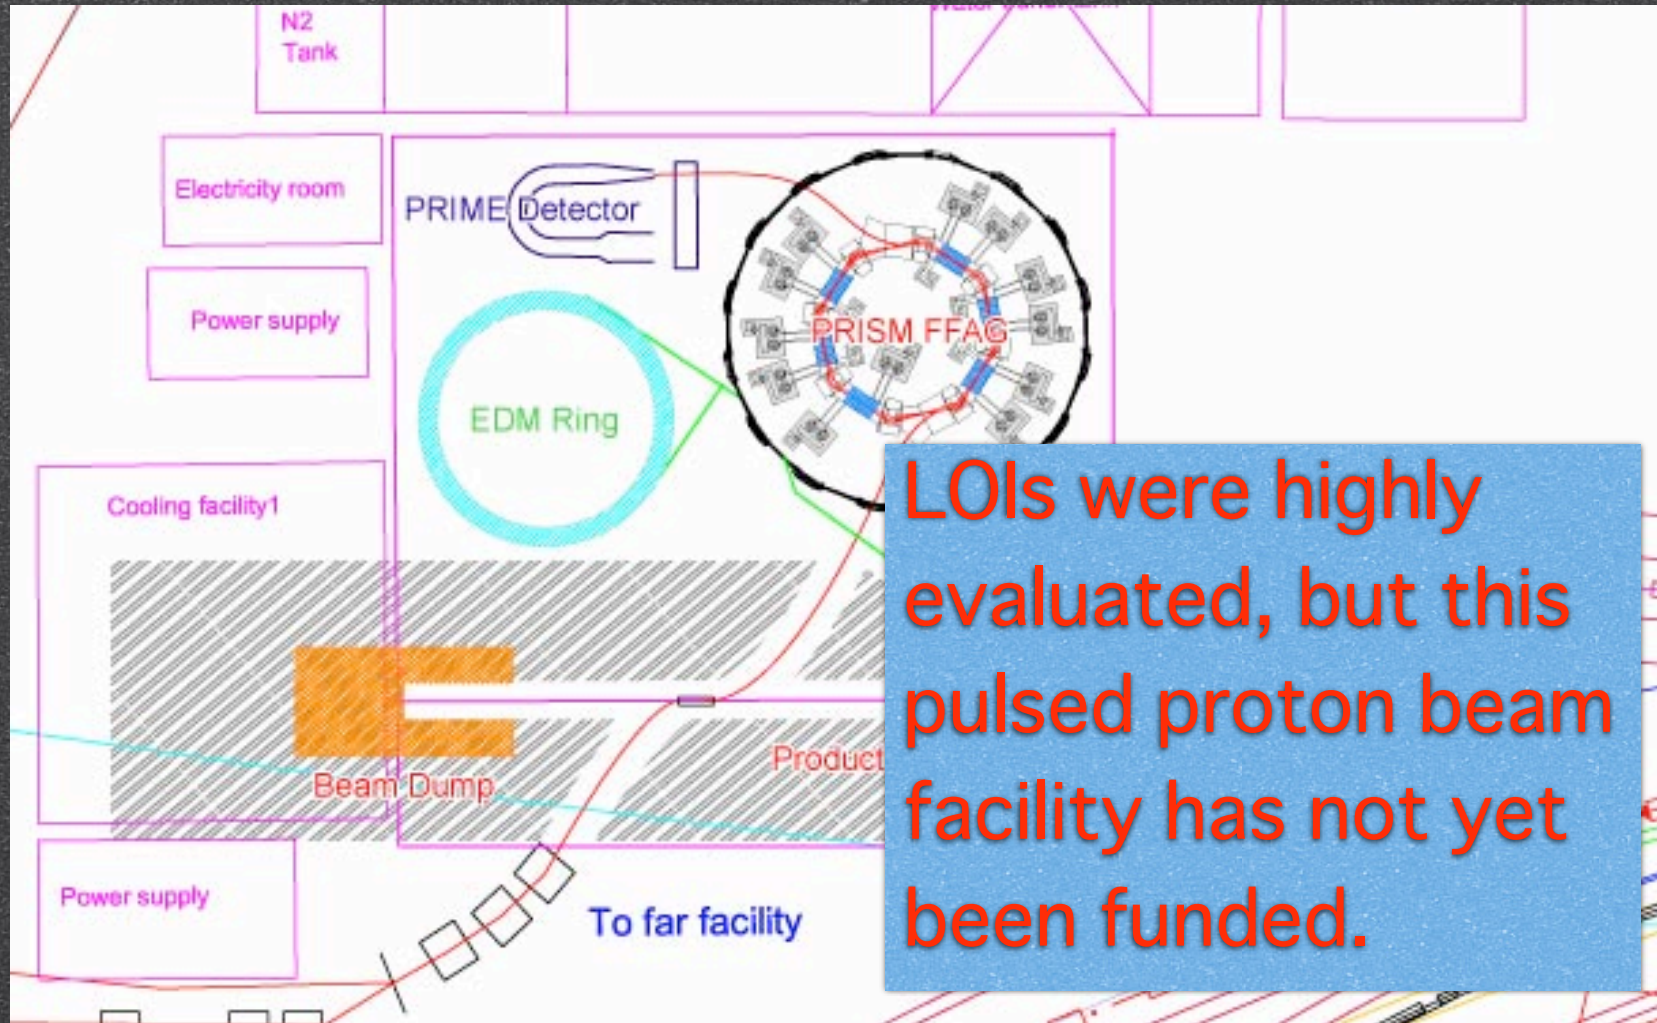 N2
Tank
Electricity room
PRIME Detector
Power supply
PRISM FFAG
EDM Ring
Cooling facility1
LOIs were highly
evaluated, but this
pulsed proton beam
facility has not yet
been funded.
Product
Beam Dump
Power supply
To far facility